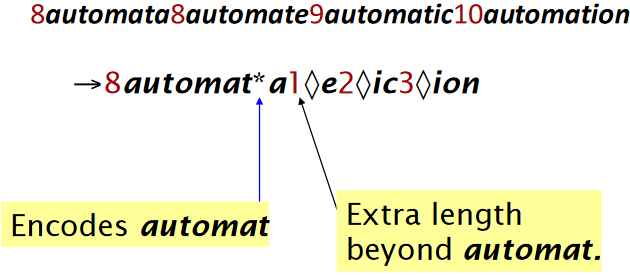 8automata8automate9automatic10automation
→8automat*a1◊e2◊ic3◊ion
Encodes automat
Extra length
beyond automat.